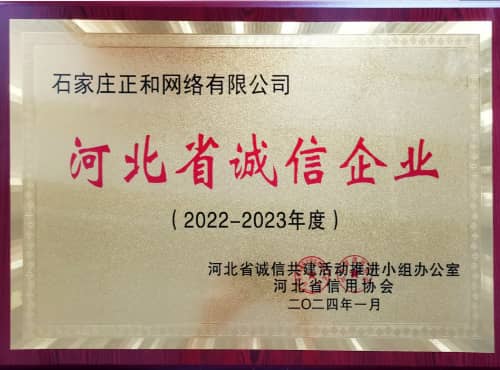 石家庄正和网络有限公司
河北省诚信企业
（2022-2023年度）
河北省诚信共建活动推进小组办公室
河北省信用协会
二〇二四年一月